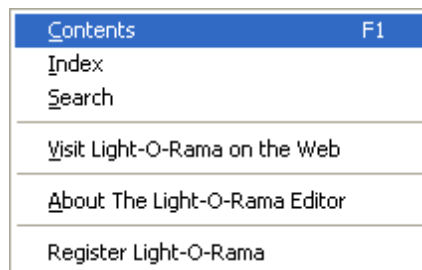 Contents F1
Index
Search
Visit Light-O-Rama on the Web
About The Light-O-Rama Editor
Register Light-O-Rama